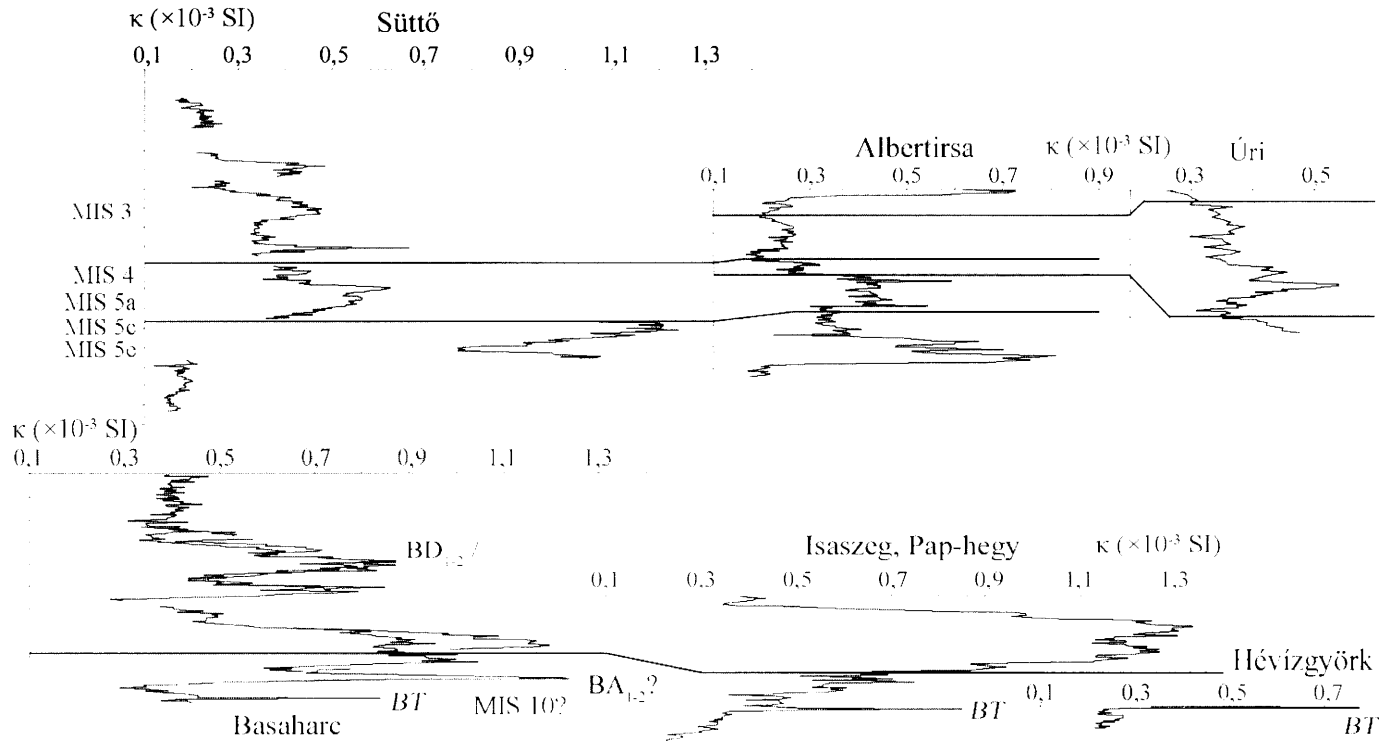 κ (×10⁻³ SI) Süttő
0,1 0,3 0,5 0,7 0,9 1,1 1,3
Albertirsa κ (×10⁻³ SI) Úri
0,1 0,3 0,5 0,7 0,9 0,3 0,5
MIS 3
MIS 4
MIS 5a
MIS 5c
MIS 5e
κ (×10⁻³ SI)
0,1 0,3 0,5 0,7 0,9 1,1 1,3
BD₁₋₂/
Isaszeg, Pap-hegy κ (×10⁻³ SI)
0,1 0,3 0,5 0,7 0,9 1,1 1,3
Hévízgyörk
0,1 0,3 0,5 0,7
BT MIS 10? BA₁₋₂? BT BT
Basaharc